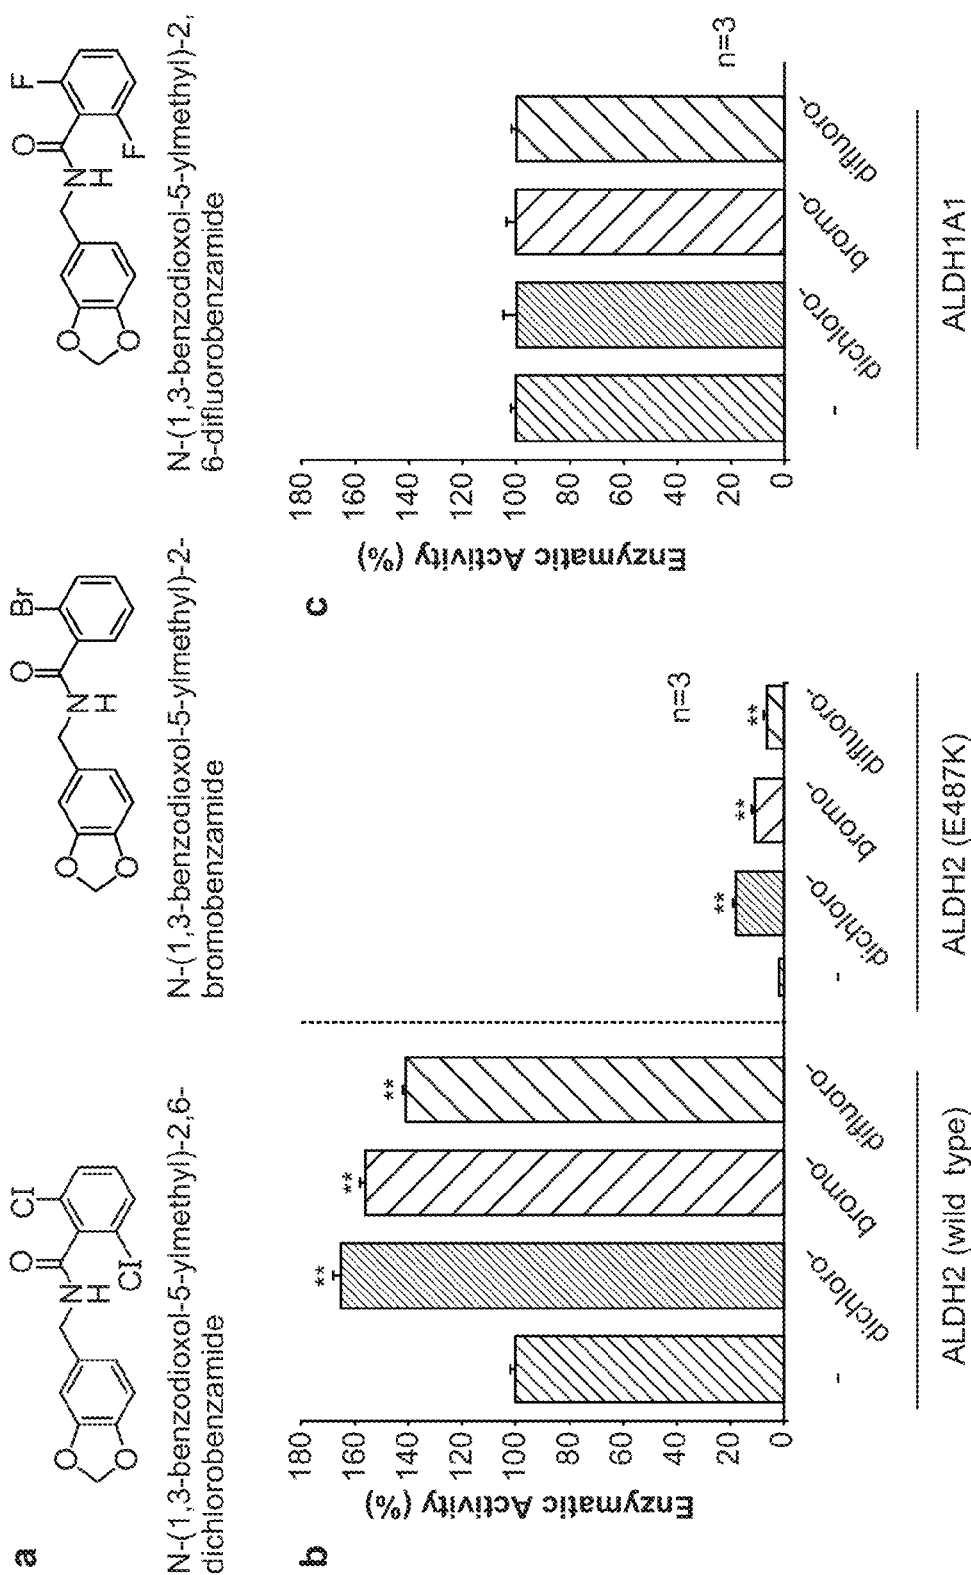 a
O
O
O
N
H
Cl
Cl
N-(1,3-benzodioxol-5-ylmethyl)-2,6-
dichlorobenzamide
O
O
O
N
H
Br
N-(1,3-benzodioxol-5-ylmethyl)-2-
bromobenzamide
O
O
O
N
H
F
F
N-(1,3-benzodioxol-5-ylmethyl)-2,
6-difluorobenzamide
b
Enzymatic Activity (%)
180
160
140
120
100
80
60
40
20
0
**
**
**
**
**
**
n=3
-
dichloro-
bromo-
difluoro-
-
dichloro-
bromo-
difluoro-
ALDH2 (wild type)
ALDH2 (E487K)
c
Enzymatic Activity (%)
180
160
140
120
100
80
60
40
20
0
n=3
-
dichloro-
bromo-
difluoro-
ALDH1A1